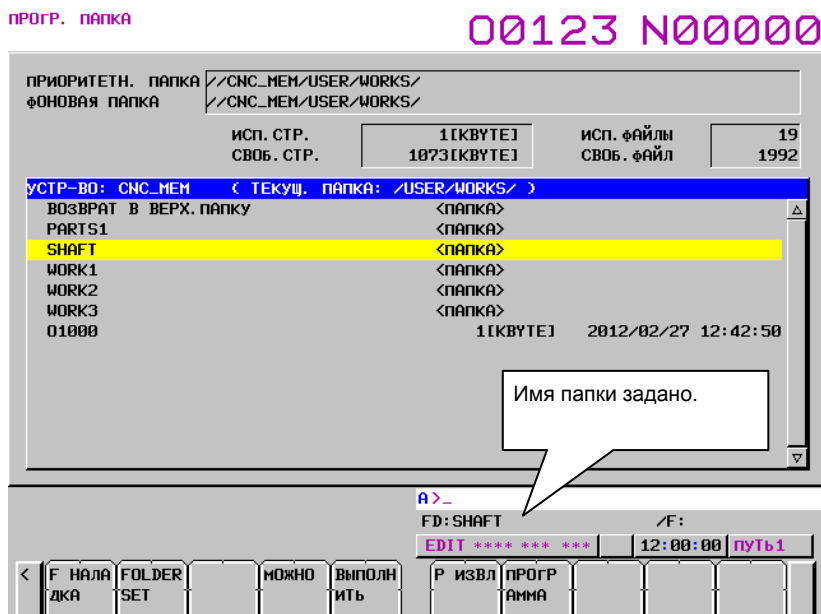 ПРОГР. ПАПКА
O0123 N00000
ПРИОРИТЕТН. ПАПКА //CNC_MEM/USER/WORKS/
ФОНОВАЯ ПАПКА //CNC_MEM/USER/WORKS/
ИСП.СТР. 1[KBYTE] ИСП.ФАЙЛЫ 19
СВОБ.СТР. 1073[KBYTE] СВОБ.ФАЙЛ 1992
УСТР-ВО: CNC_MEM ( ТЕКУЩ. ПАПКА: /USER/WORKS/ )
ВОЗВРАТ В ВЕРХ.ПАПКУ <ПАПКА>
PARTS1 <ПАПКА>
SHAFT <ПАПКА>
WORK1 <ПАПКА>
WORK2 <ПАПКА>
WORK3 <ПАПКА>
O1000 1[KBYTE] 2012/02/27 12:42:50
Имя папки задано.
A>_
FD:SHAFT /F:
EDIT **** *** *** 12:00:00 ПУТЬ1
< F НАЛА FOLDER МОЖНО ВЫПОЛН P ИЗВЛ ПРОГР
ДКА SET ИТЬ АММА